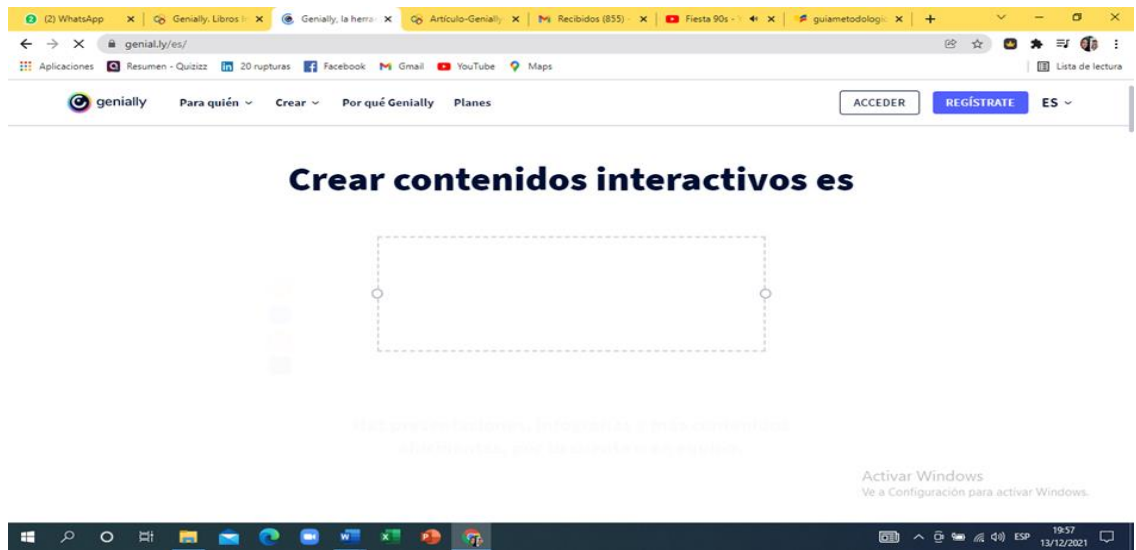 (2) WhatsApp
Genially. Libros
Genially, la herra
Artículo-Genially
Recibidos (855) -
Fiesta 90s -
guiametodologic
genial.ly/es/
Aplicaciones
Resumen - Quizizz
20 rupturas
Facebook
Gmail
YouTube
Maps
Lista de lectura
genially
Para quién
Crear
Por qué Genially
Planes
ACCEDER
REGÍSTRATE
ES
Crear contenidos interactivos es
Activar Windows
Ve a Configuración para activar Windows.
ESP
19:57
13/12/2021